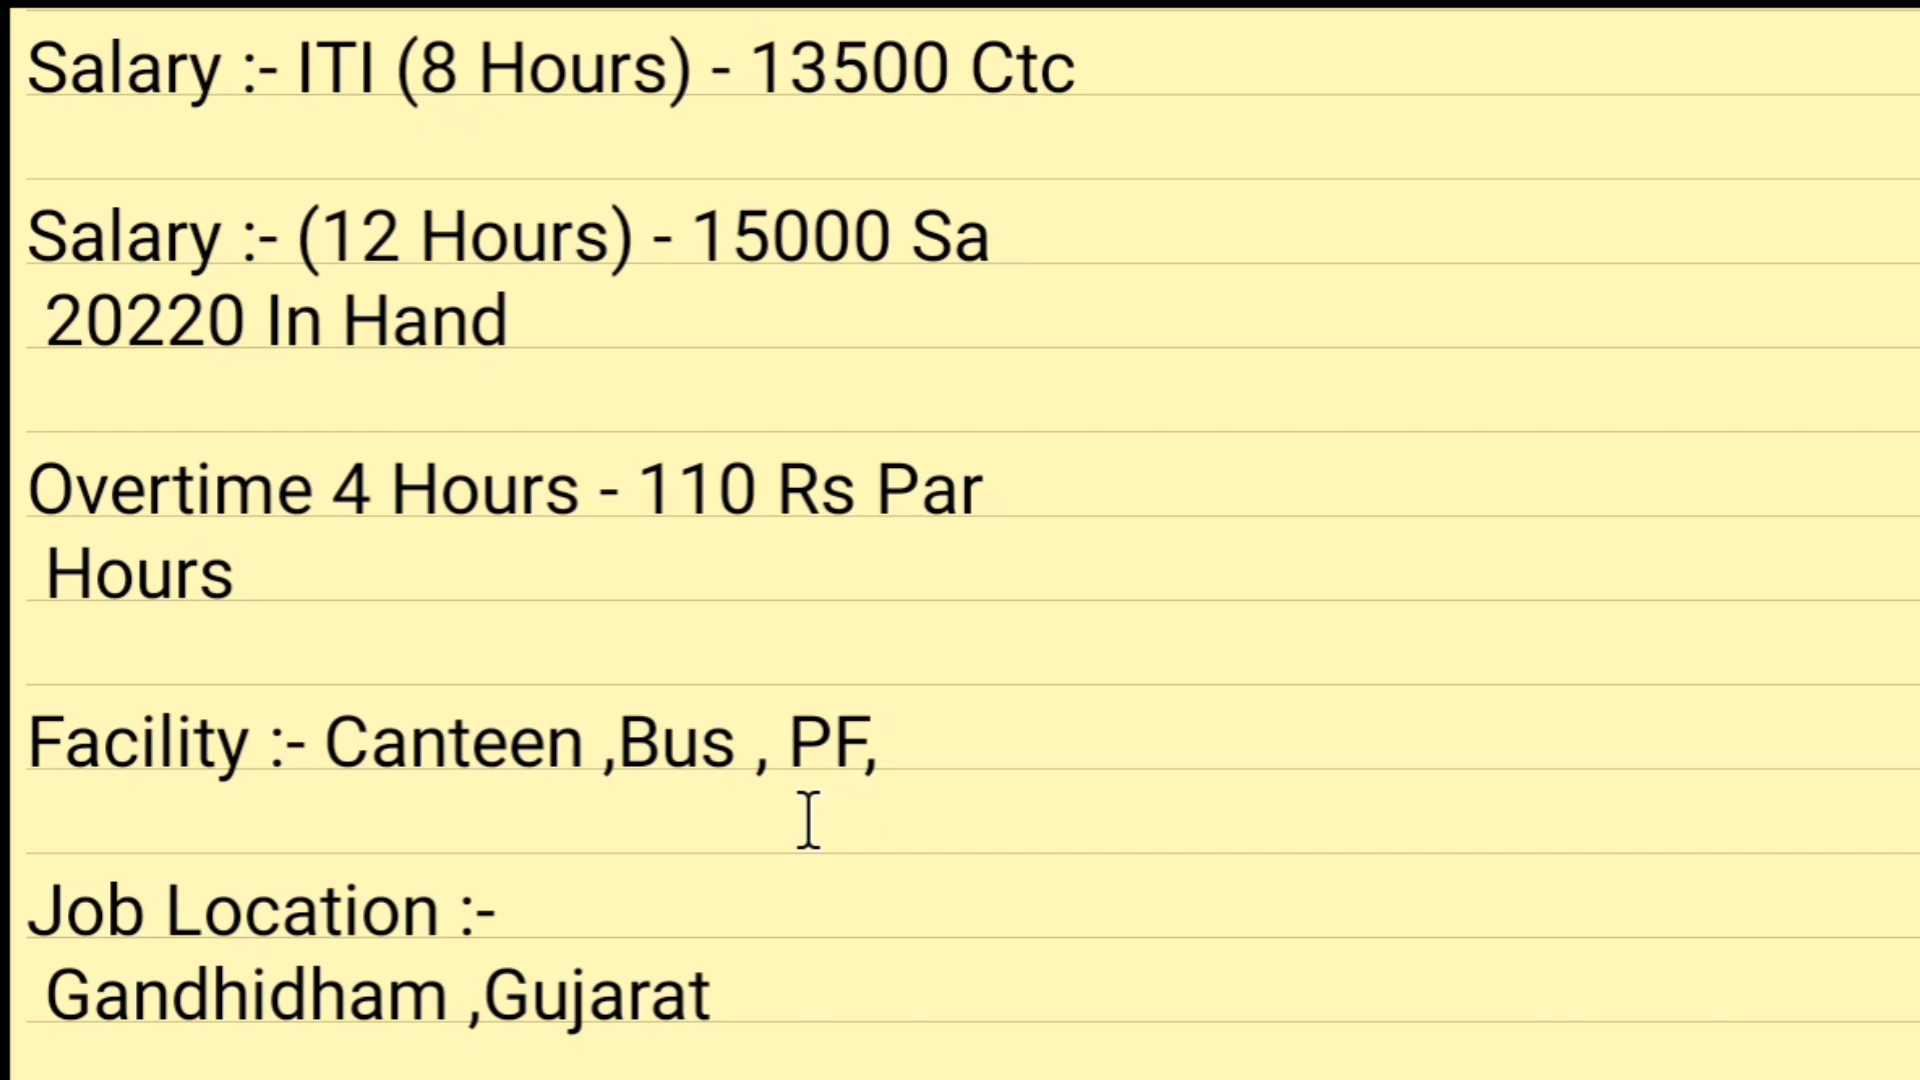 Salary :- ITI (8 Hours) - 13500 Ctc
Salary :- (12 Hours) - 15000 Sa
20220 In Hand
Overtime 4 Hours - 110 Rs Par
Hours
Facility :- Canteen ,Bus , PF,
Job Location :-
Gandhidham ,Gujarat